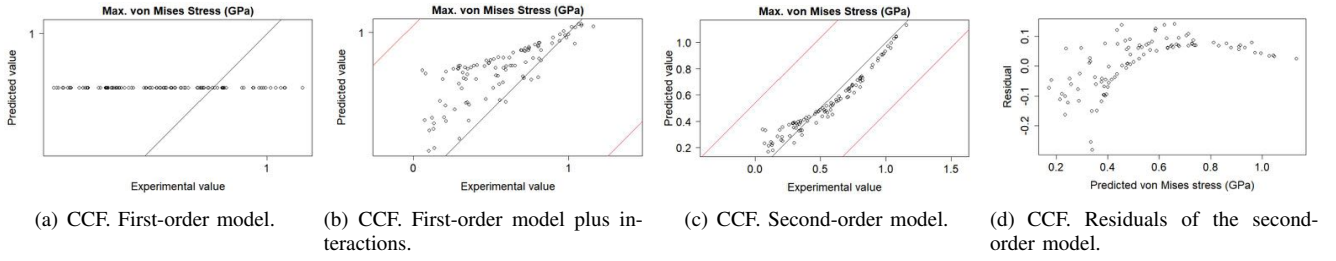 Max. von Mises Stress (GPa)
Predicted value
1
1
Experimental value
(a) CCF. First-order model.
Max. von Mises Stress (GPa)
Predicted value
1
0
1
Experimental value
(b) CCF. First-order model plus in-
teractions.
Max. von Mises Stress (GPa)
Predicted value
1.0
0.8
0.6
0.4
0.2
0.0 0.5 1.0 1.5
Experimental value
(c) CCF. Second-order model.
Residual
0.1
0.0
-0.1
-0.2
0.2 0.4 0.6 0.8 1.0
Predicted von Mises stress (GPa)
(d) CCF. Residuals of the second-
order model.